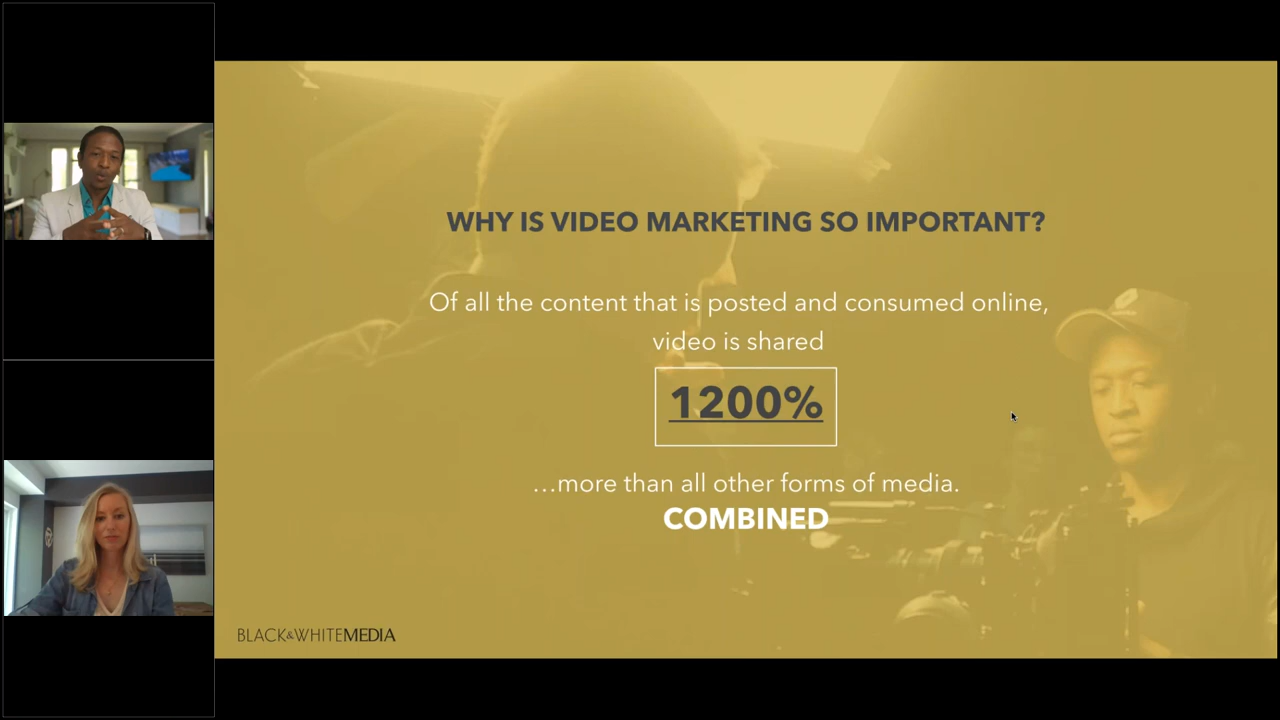 WHY IS VIDEO MARKETING SO IMPORTANT?
Of all the content that is posted and consumed online,
video is shared
1200%
…more than all other forms of media.
COMBINED
BLACK&WHITEMEDIA